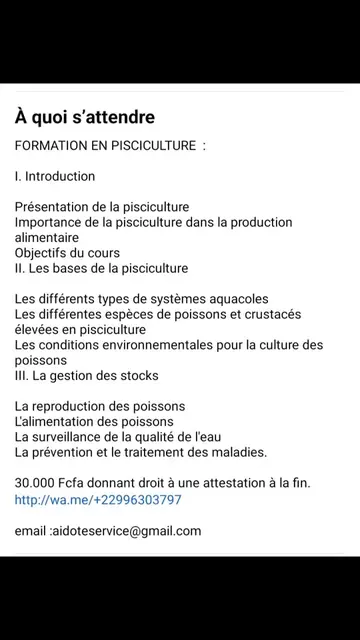 À quoi s'attendre
FORMATION EN PISCICULTURE :
I. Introduction
Présentation de la pisciculture
Importance de la pisciculture dans la production
alimentaire
Objectifs du cours
II. Les bases de la pisciculture
Les différents types de systèmes aquacoles
Les différentes espèces de poissons et crustacés
élevées en pisciculture
Les conditions environnementales pour la culture des
poissons
III. La gestion des stocks
La reproduction des poissons
L'alimentation des poissons
La surveillance de la qualité de l'eau
La prévention et le traitement des maladies.
30.000 Fcfa donnant droit à une attestation à la fin.
http://wa.me/+22996303797
email :aidoteservice@gmail.com